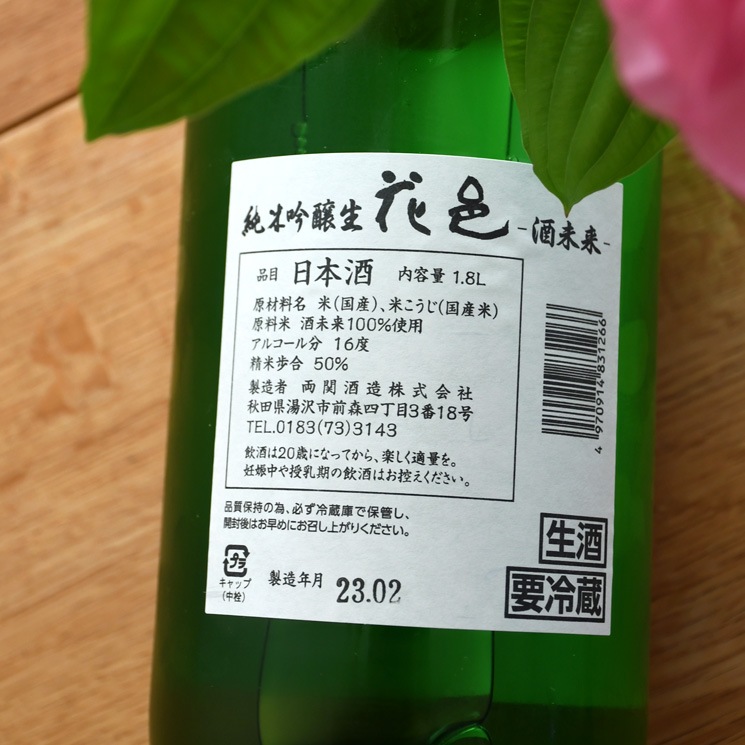 純米吟醸生 花邑 -酒未来-
品目 日本酒 内容量 1.8L
原材料名 米(国産)、米こうじ(国産米)
原料米 酒未来100%使用
アルコール分 16度
精米歩合 50%
製造者 両関酒造株式会社
秋田県湯沢市前森四丁目3番18号
TEL.0183(73)3143
飲酒は20歳になってから、楽しく適量を。
妊娠中や授乳期の飲酒はお控えください。
4 970914 831266
品質保持の為、必ず冷蔵庫で保管し、
開封後はお早めにお召し上がりください。
生酒
要冷蔵
プラ
キャップ
(中栓)
製造年月 23.02